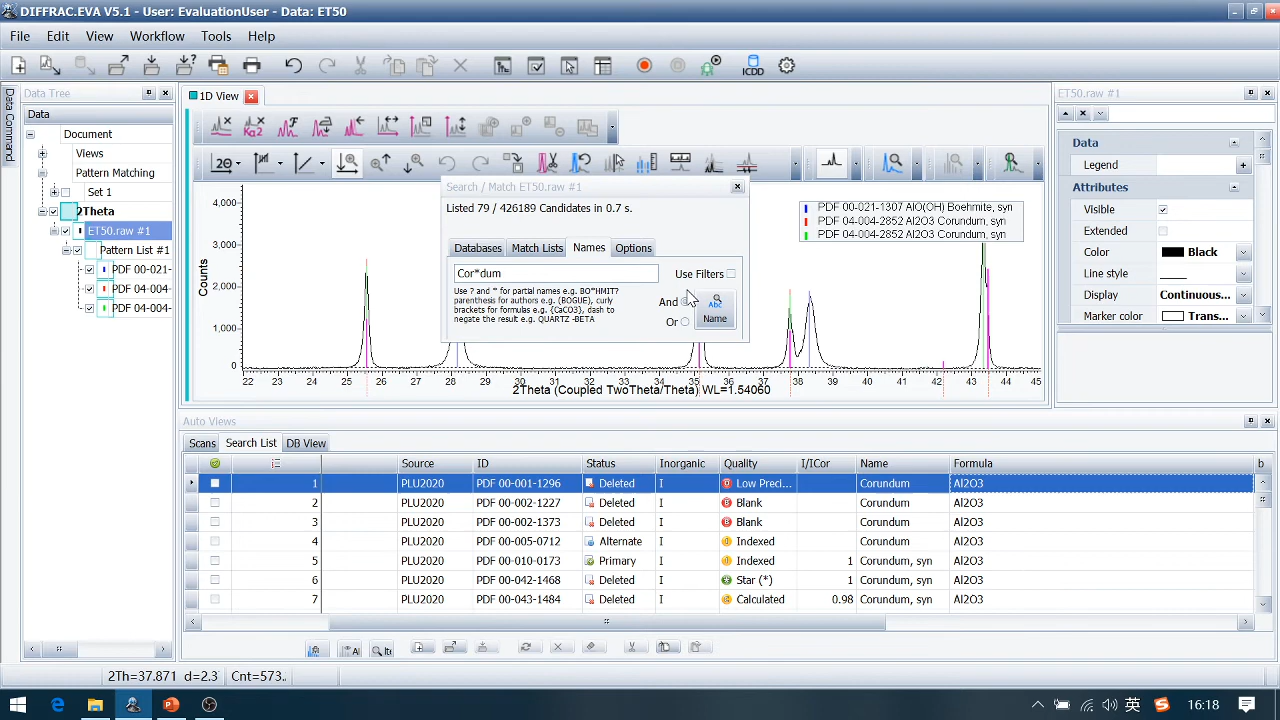 DIFFRAC.EVA V5.1 - User: EvaluationUser - Data: ET50
File Edit View Workflow Tools Help
ICDD
Data Command
Data Tree
Data
Document
Views
Pattern Matching
Set 1
2Theta
ET50.raw #1
Pattern List #1
PDF 00-021-
PDF 04-004-
PDF 04-004-
1D View
Kα2
2θ
Search / Match ET50.raw #1
Listed 79 / 426189 Candidates in 0.7 s.
Databases Match Lists Names Options
Cor*dum
Use Filters
Use ? and * for partial names e.g. BO*HMIT?
parenthesis for authors e.g. (BOGUE), curly
brackets for formulas e.g. {CaCO3}, dash to
negate the result e.g. QUARTZ -BETA
And
Or
Abc
Name
PDF 00-021-1307 AlO(OH) Boehmite, syn
PDF 04-004-2852 Al2O3 Corundum, syn
PDF 04-004-2852 Al2O3 Corundum, syn
Counts
4,000
3,000
2,000
1,000
0
22 23 24 25 26 27 28 29 30 31 32 33 34 35 36 37 38 39 40 41 42 43 44 45
2Theta (Coupled TwoTheta/Theta) WL=1.54060
ET50.raw #1
Data
Legend
Attributes
Visible
Extended
Color Black
Line style
Display Continuous...
Marker color Trans...
Auto Views
Scans Search List DB View
Source ID Status Inorganic Quality I/ICor Name Formula b
1 PLU2020 PDF 00-001-1296 Deleted I Low Preci... Corundum Al2O3
2 PLU2020 PDF 00-002-1227 Deleted I Blank Corundum Al2O3
3 PLU2020 PDF 00-002-1373 Deleted I Blank Corundum Al2O3
4 PLU2020 PDF 00-005-0712 Alternate I Indexed Corundum Al2O3
5 PLU2020 PDF 00-010-0173 Primary I Indexed 1 Corundum, syn Al2O3
6 PLU2020 PDF 00-042-1468 Deleted I Star (*) 1 Corundum, syn Al2O3
7 PLU2020 PDF 00-043-1484 Deleted I Calculated 0.98 Corundum, syn Al2O3
2Th=37.871 d=2.3 Cnt=573..
英
16:18